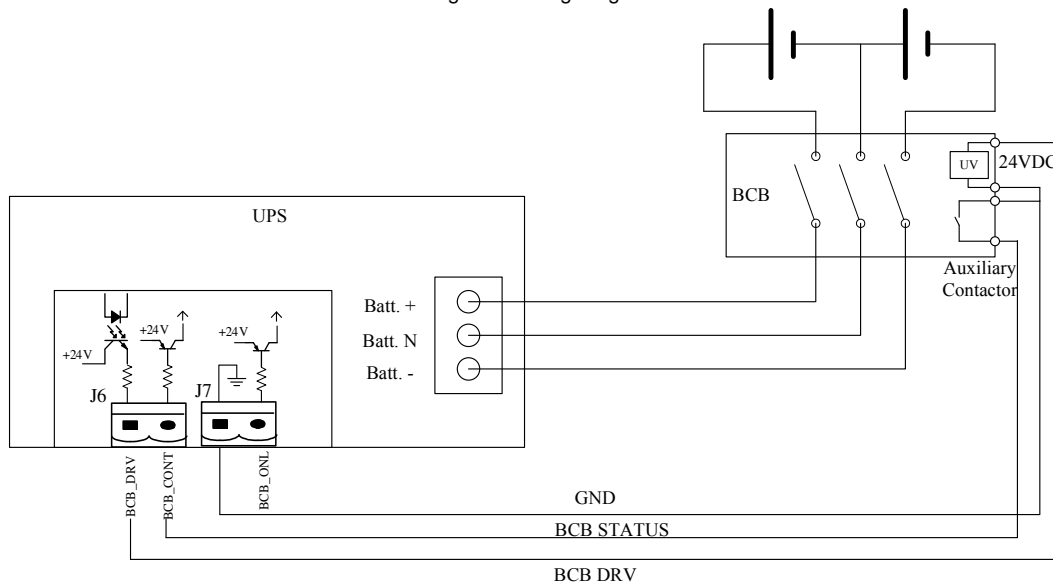 UPS
Batt. +
Batt. N
Batt. -
+24V
+24V
+24V
J6
J7
BCB_DRV
BCB_CONT
BCB_ONL
BCB
UV
24VDC
Auxiliary
Contactor
GND
BCB STATUS
BCB DRV